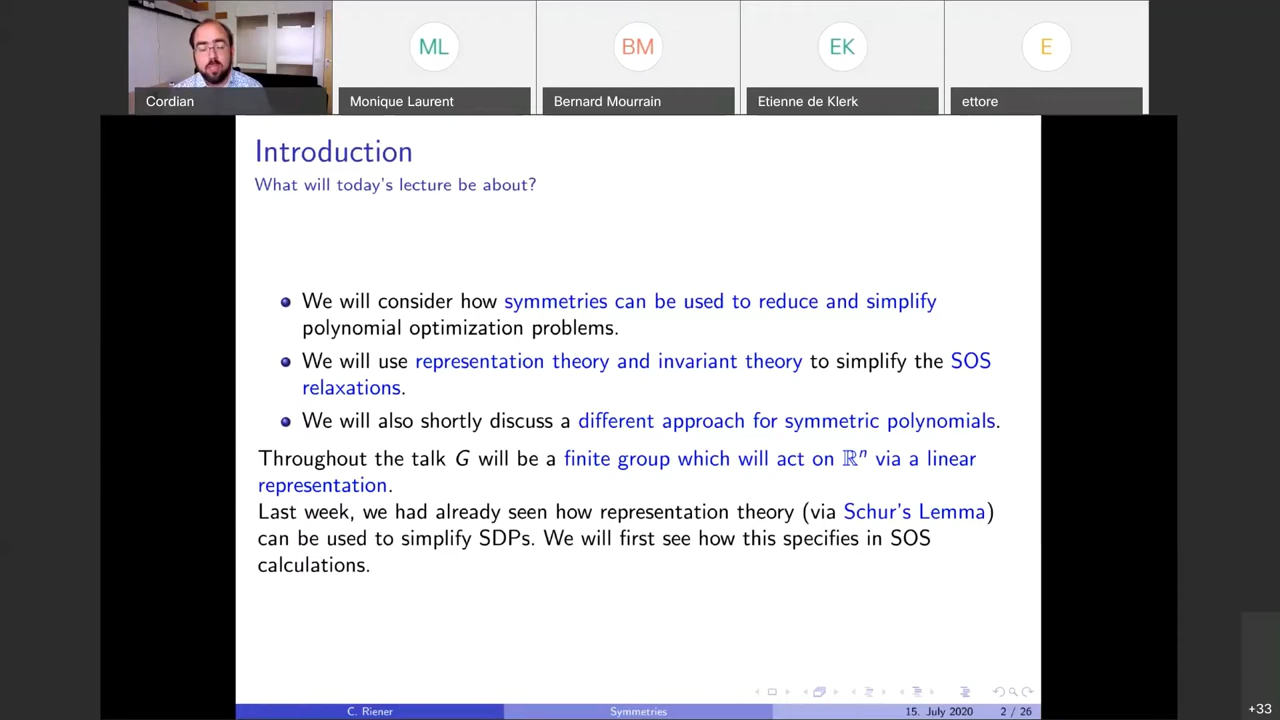 ML
BM
EK
E
Cordian
Monique Laurent
Bernard Mourrain
Etienne de Klerk
ettore
Introduction
What will today's lecture be about?
We will consider how symmetries can be used to reduce and simplify
polynomial optimization problems.
We will use representation theory and invariant theory to simplify the SOS
relaxations.
We will also shortly discuss a different approach for symmetric polynomials.
Throughout the talk G will be a finite group which will act on ℝⁿ via a linear
representation.
Last week, we had already seen how representation theory (via Schur's Lemma)
can be used to simplify SDPs. We will first see how this specifies in SOS
calculations.
C. Riener
Symmetries
15. July 2020
2 / 26
+33